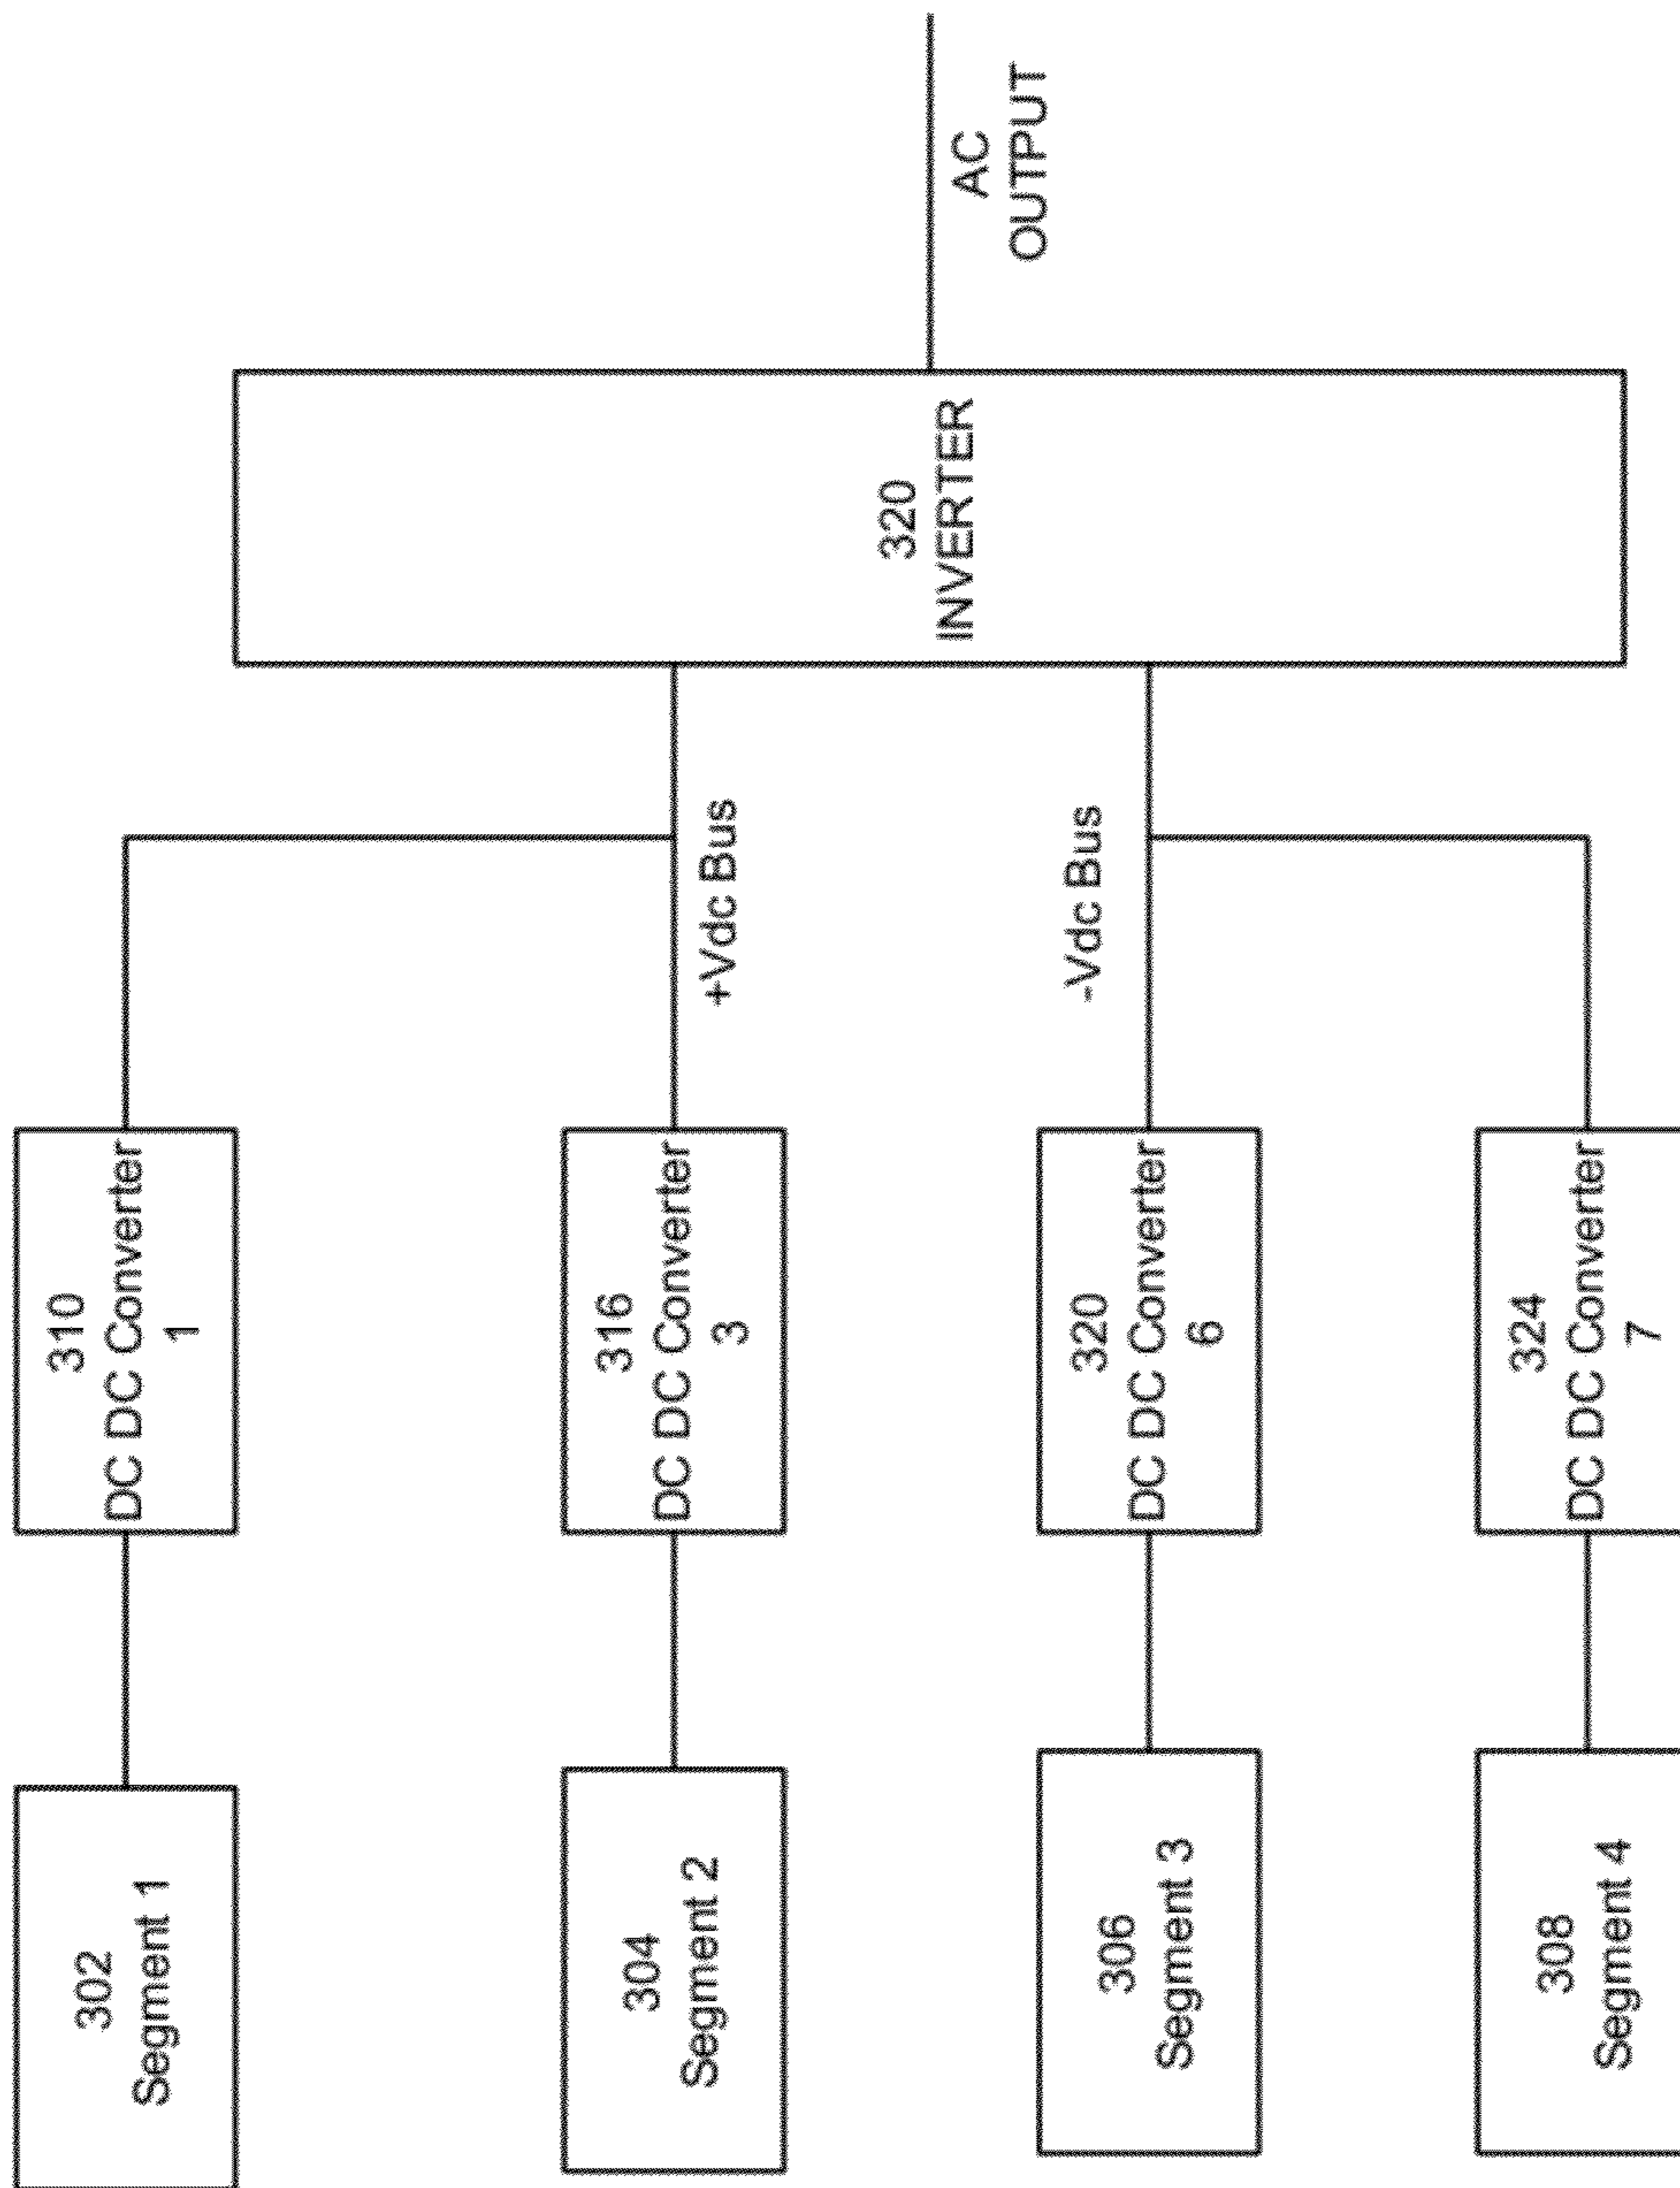 302
Segment 1
310
DC DC Converter
1
304
Segment 2
316
DC DC Converter
3
+Vdc Bus
320
INVERTER
AC
OUTPUT
-Vdc Bus
306
Segment 3
320
DC DC Converter
6
308
Segment 4
324
DC DC Converter
7